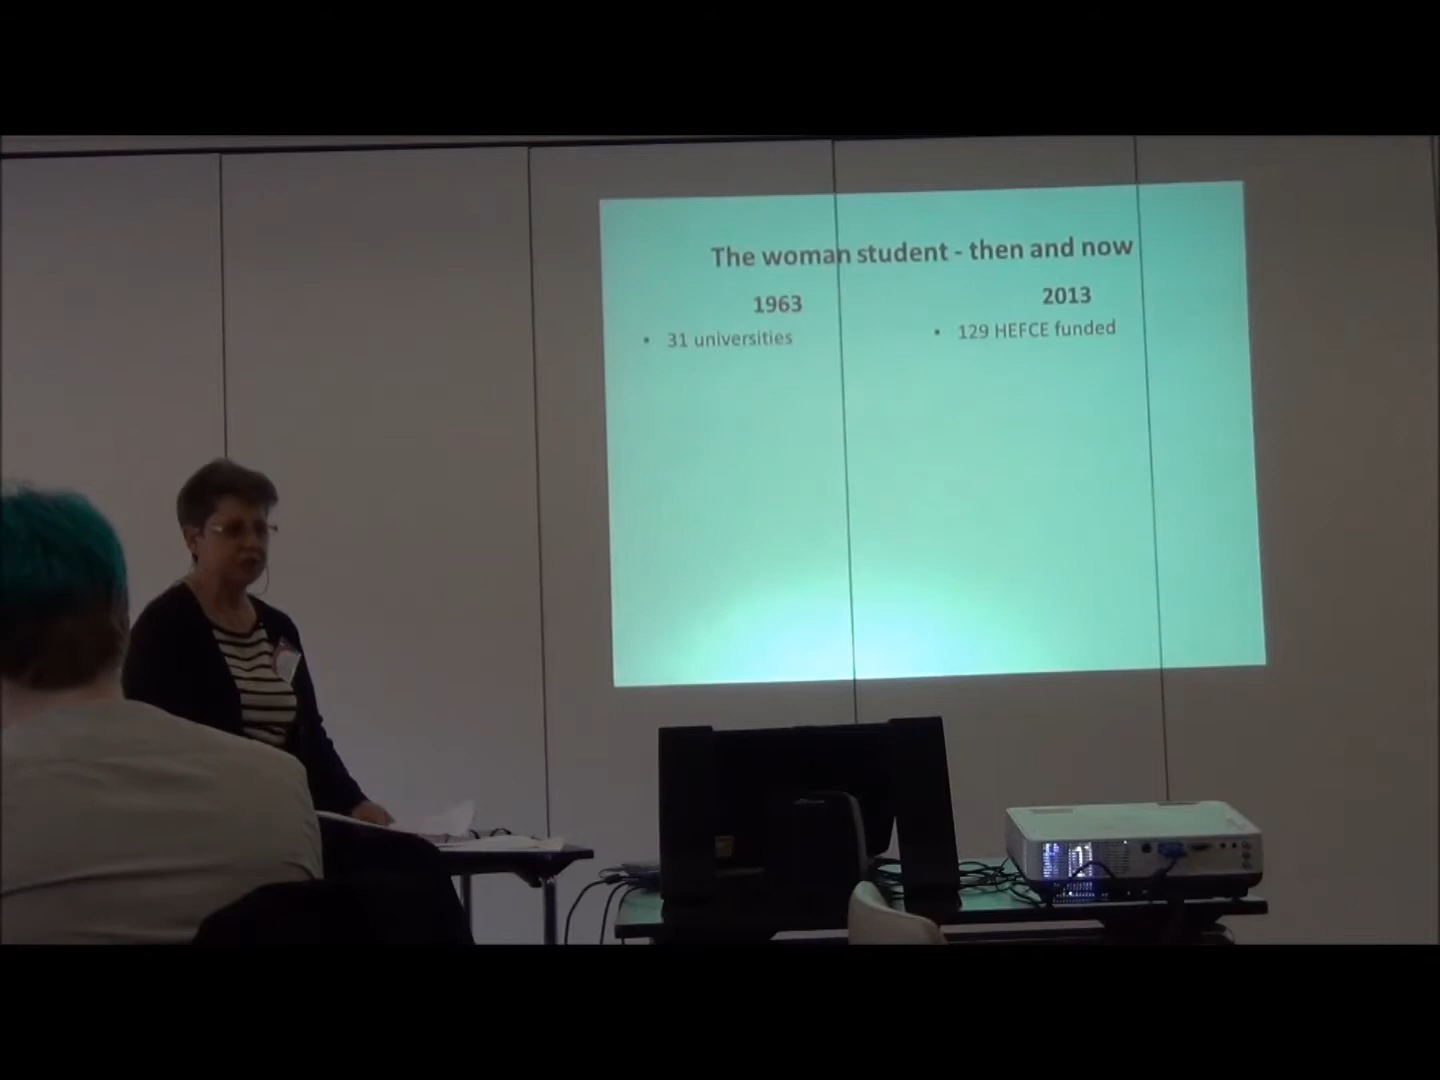 The woman student - then and now
1963
• 31 universities
2013
• 129 HEFCE funded